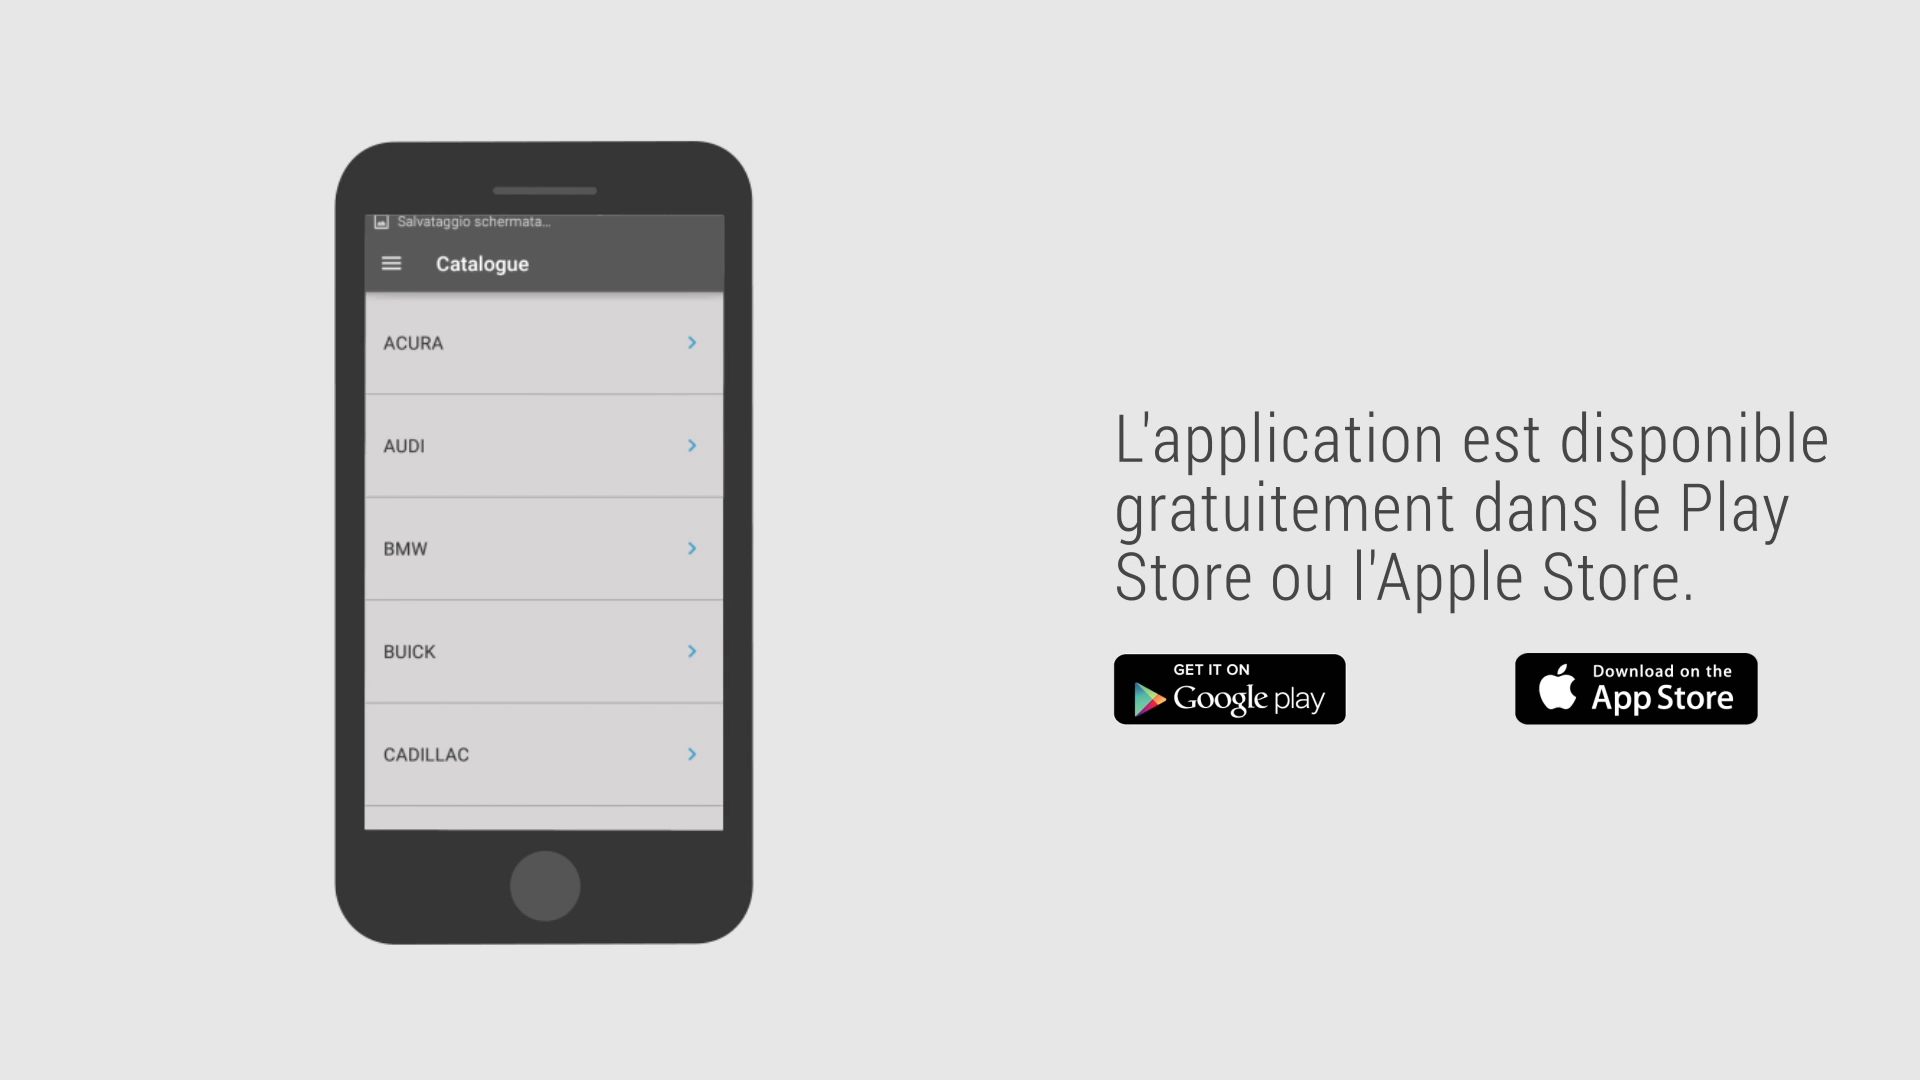 Salvataggio schermata...
Catalogue
ACURA
AUDI
BMW
BUICK
CADILLAC
L'application est disponible
gratuitement dans le Play
Store ou l'Apple Store.
GET IT ON
Google play
Download on the
App Store